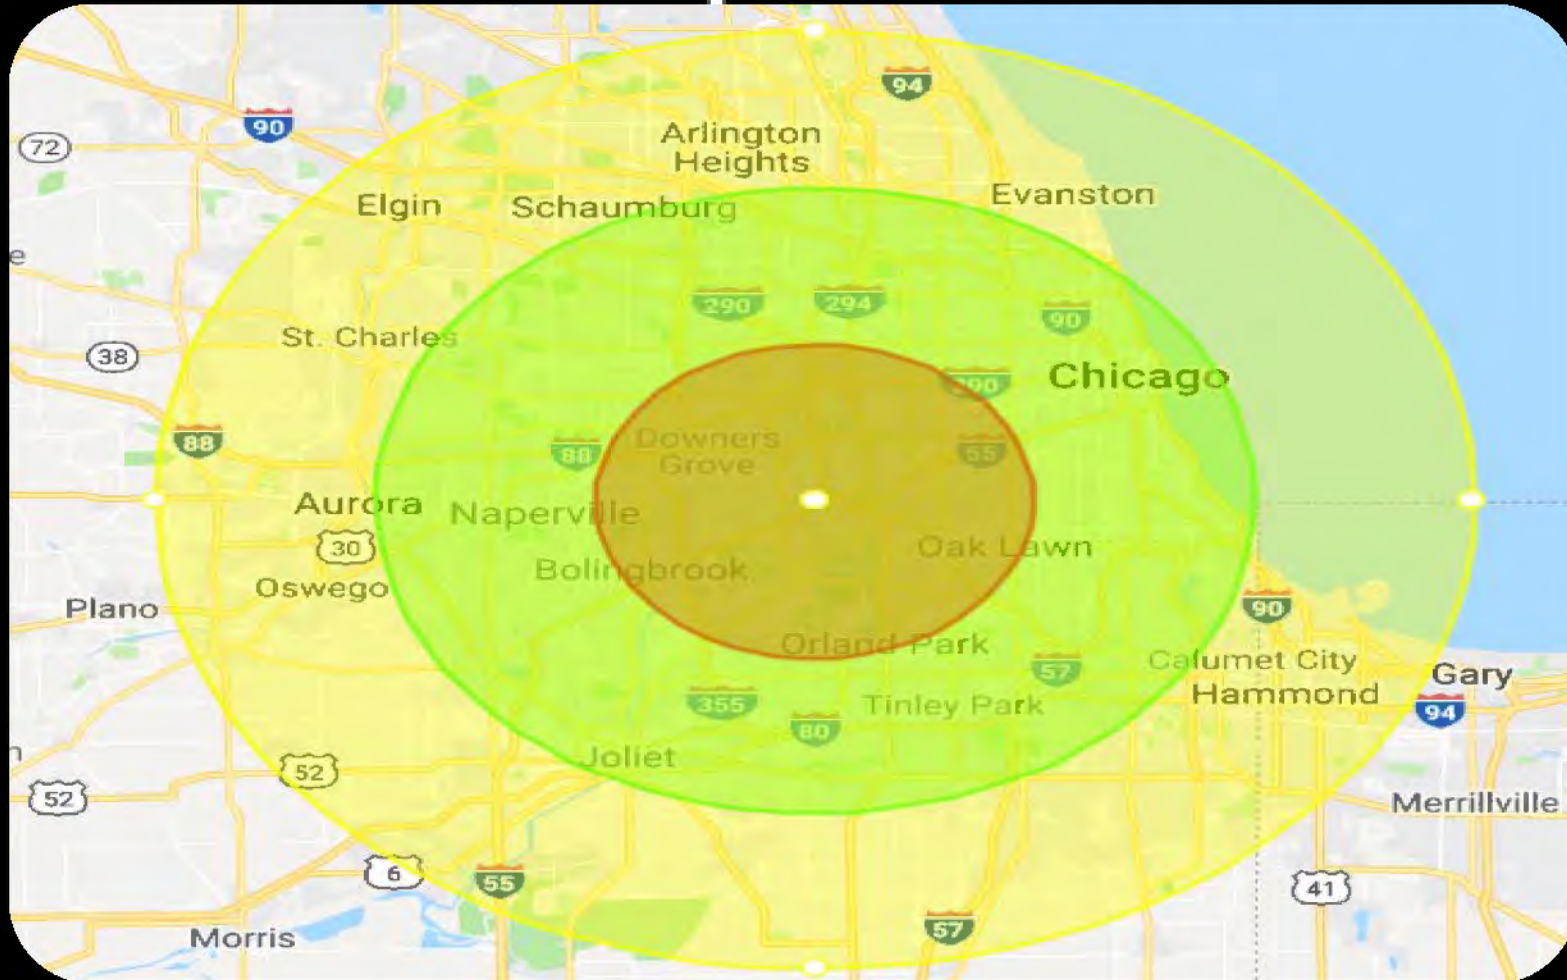 94
90
Arlington
Heights
72
Evanston
Elgin
Schaumburg
e
290
294
90
St. Charles
38
Chicago
290
88
Downers
Grove
88
55
Aurora
Naperville
30
Oak Lawn
Bolingbrook
Oswego
Plano
90
Orland Park
Calumet City
57
Gary
Hammond
355
Tinley Park
94
80
n
Joliet
52
52
Merrillville
6
55
41
57
Morris